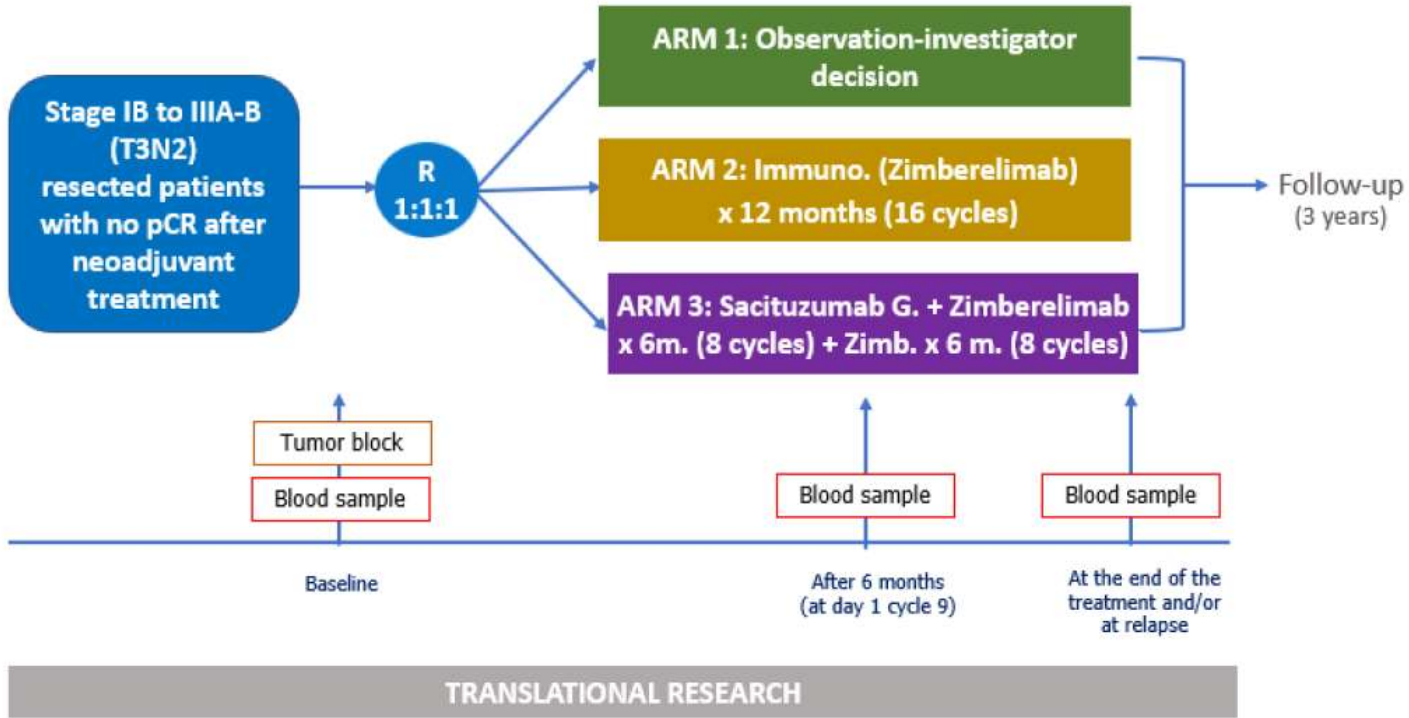 Stage IB to IIIA-B
(T3N2)
resected patients
with no pCR after
neoadjuvant
treatment
R
1:1:1
ARM 1: Observation-investigator
decision
ARM 2: Immuno. (Zimberelimab)
x 12 months (16 cycles)
ARM 3: Sacituzumab G. + Zimberelimab
x 6m. (8 cycles) + Zimb. x 6 m. (8 cycles)
Follow-up
(3 years)
Tumor block
Blood sample
Blood sample
Blood sample
Baseline
After 6 months
(at day 1 cycle 9)
At the end of the
treatment and/or
at relapse
TRANSLATIONAL RESEARCH